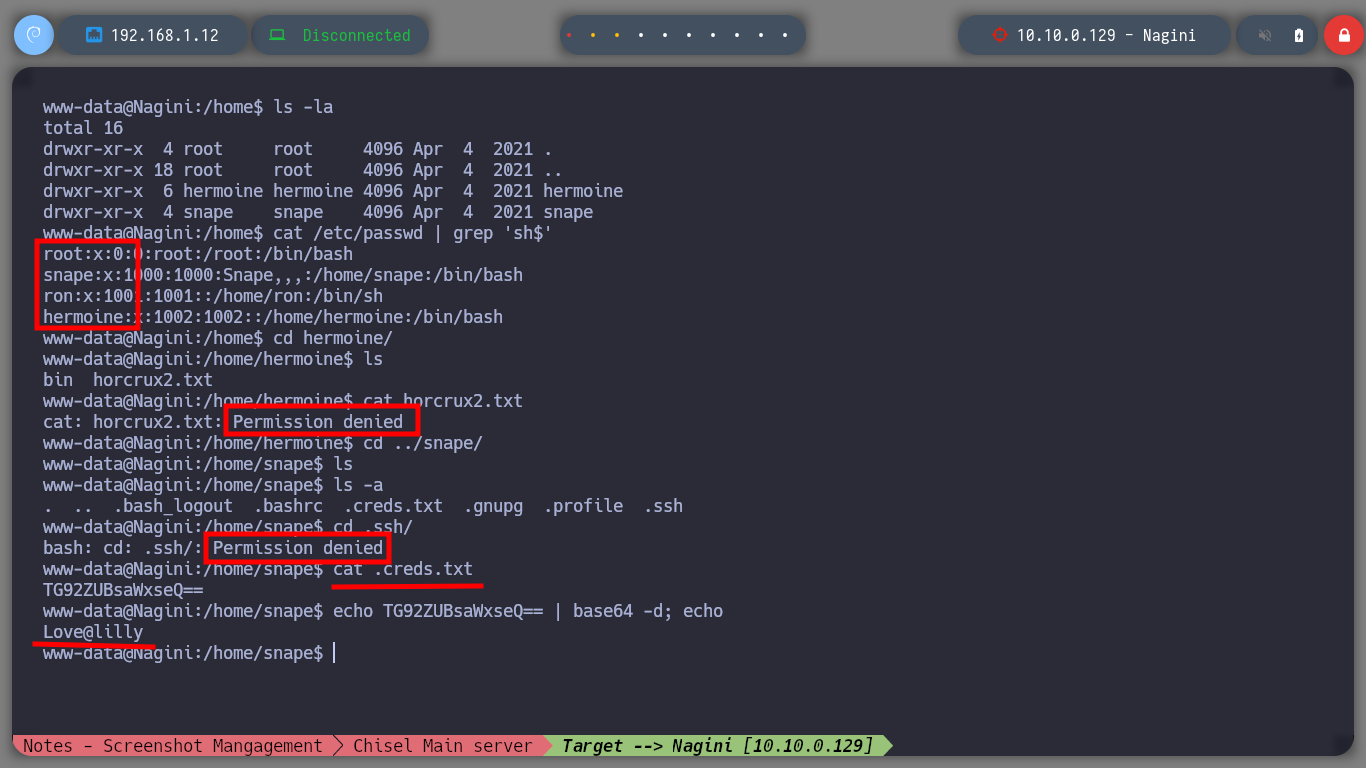 192.168.1.12 Disconnected 10.10.0.129 - Nagini
www-data@Nagini:/home$ ls -la
total 16
drwxr-xr-x  4 root     root     4096 Apr  4  2021 .
drwxr-xr-x 18 root     root     4096 Apr  4  2021 ..
drwxr-xr-x  6 hermoine hermoine 4096 Apr  4  2021 hermoine
drwxr-xr-x  4 snape    snape    4096 Apr  4  2021 snape
www-data@Nagini:/home$ cat /etc/passwd | grep 'sh$'
root:x:0:0:root:/root:/bin/bash
snape:x:1000:1000:Snape,,,:/home/snape:/bin/bash
ron:x:1001:1001::/home/ron:/bin/sh
hermoine:x:1002:1002::/home/hermoine:/bin/bash
www-data@Nagini:/home$ cd hermoine/
www-data@Nagini:/home/hermoine$ ls
bin  horcrux2.txt
www-data@Nagini:/home/hermoine$ cat horcrux2.txt
cat: horcrux2.txt: Permission denied
www-data@Nagini:/home/hermoine$ cd ../snape/
www-data@Nagini:/home/snape$ ls
www-data@Nagini:/home/snape$ ls -a
.  ..  .bash_logout  .bashrc  .creds.txt  .gnupg  .profile  .ssh
www-data@Nagini:/home/snape$ cd .ssh/
bash: cd: .ssh/: Permission denied
www-data@Nagini:/home/snape$ cat .creds.txt
TG92ZUBsaWxseQ==
www-data@Nagini:/home/snape$ echo TG92ZUBsaWxseQ== | base64 -d; echo
Love@lilly
www-data@Nagini:/home/snape$
Notes - Screenshot Mangagement Chisel Main server Target --> Nagini [10.10.0.129]